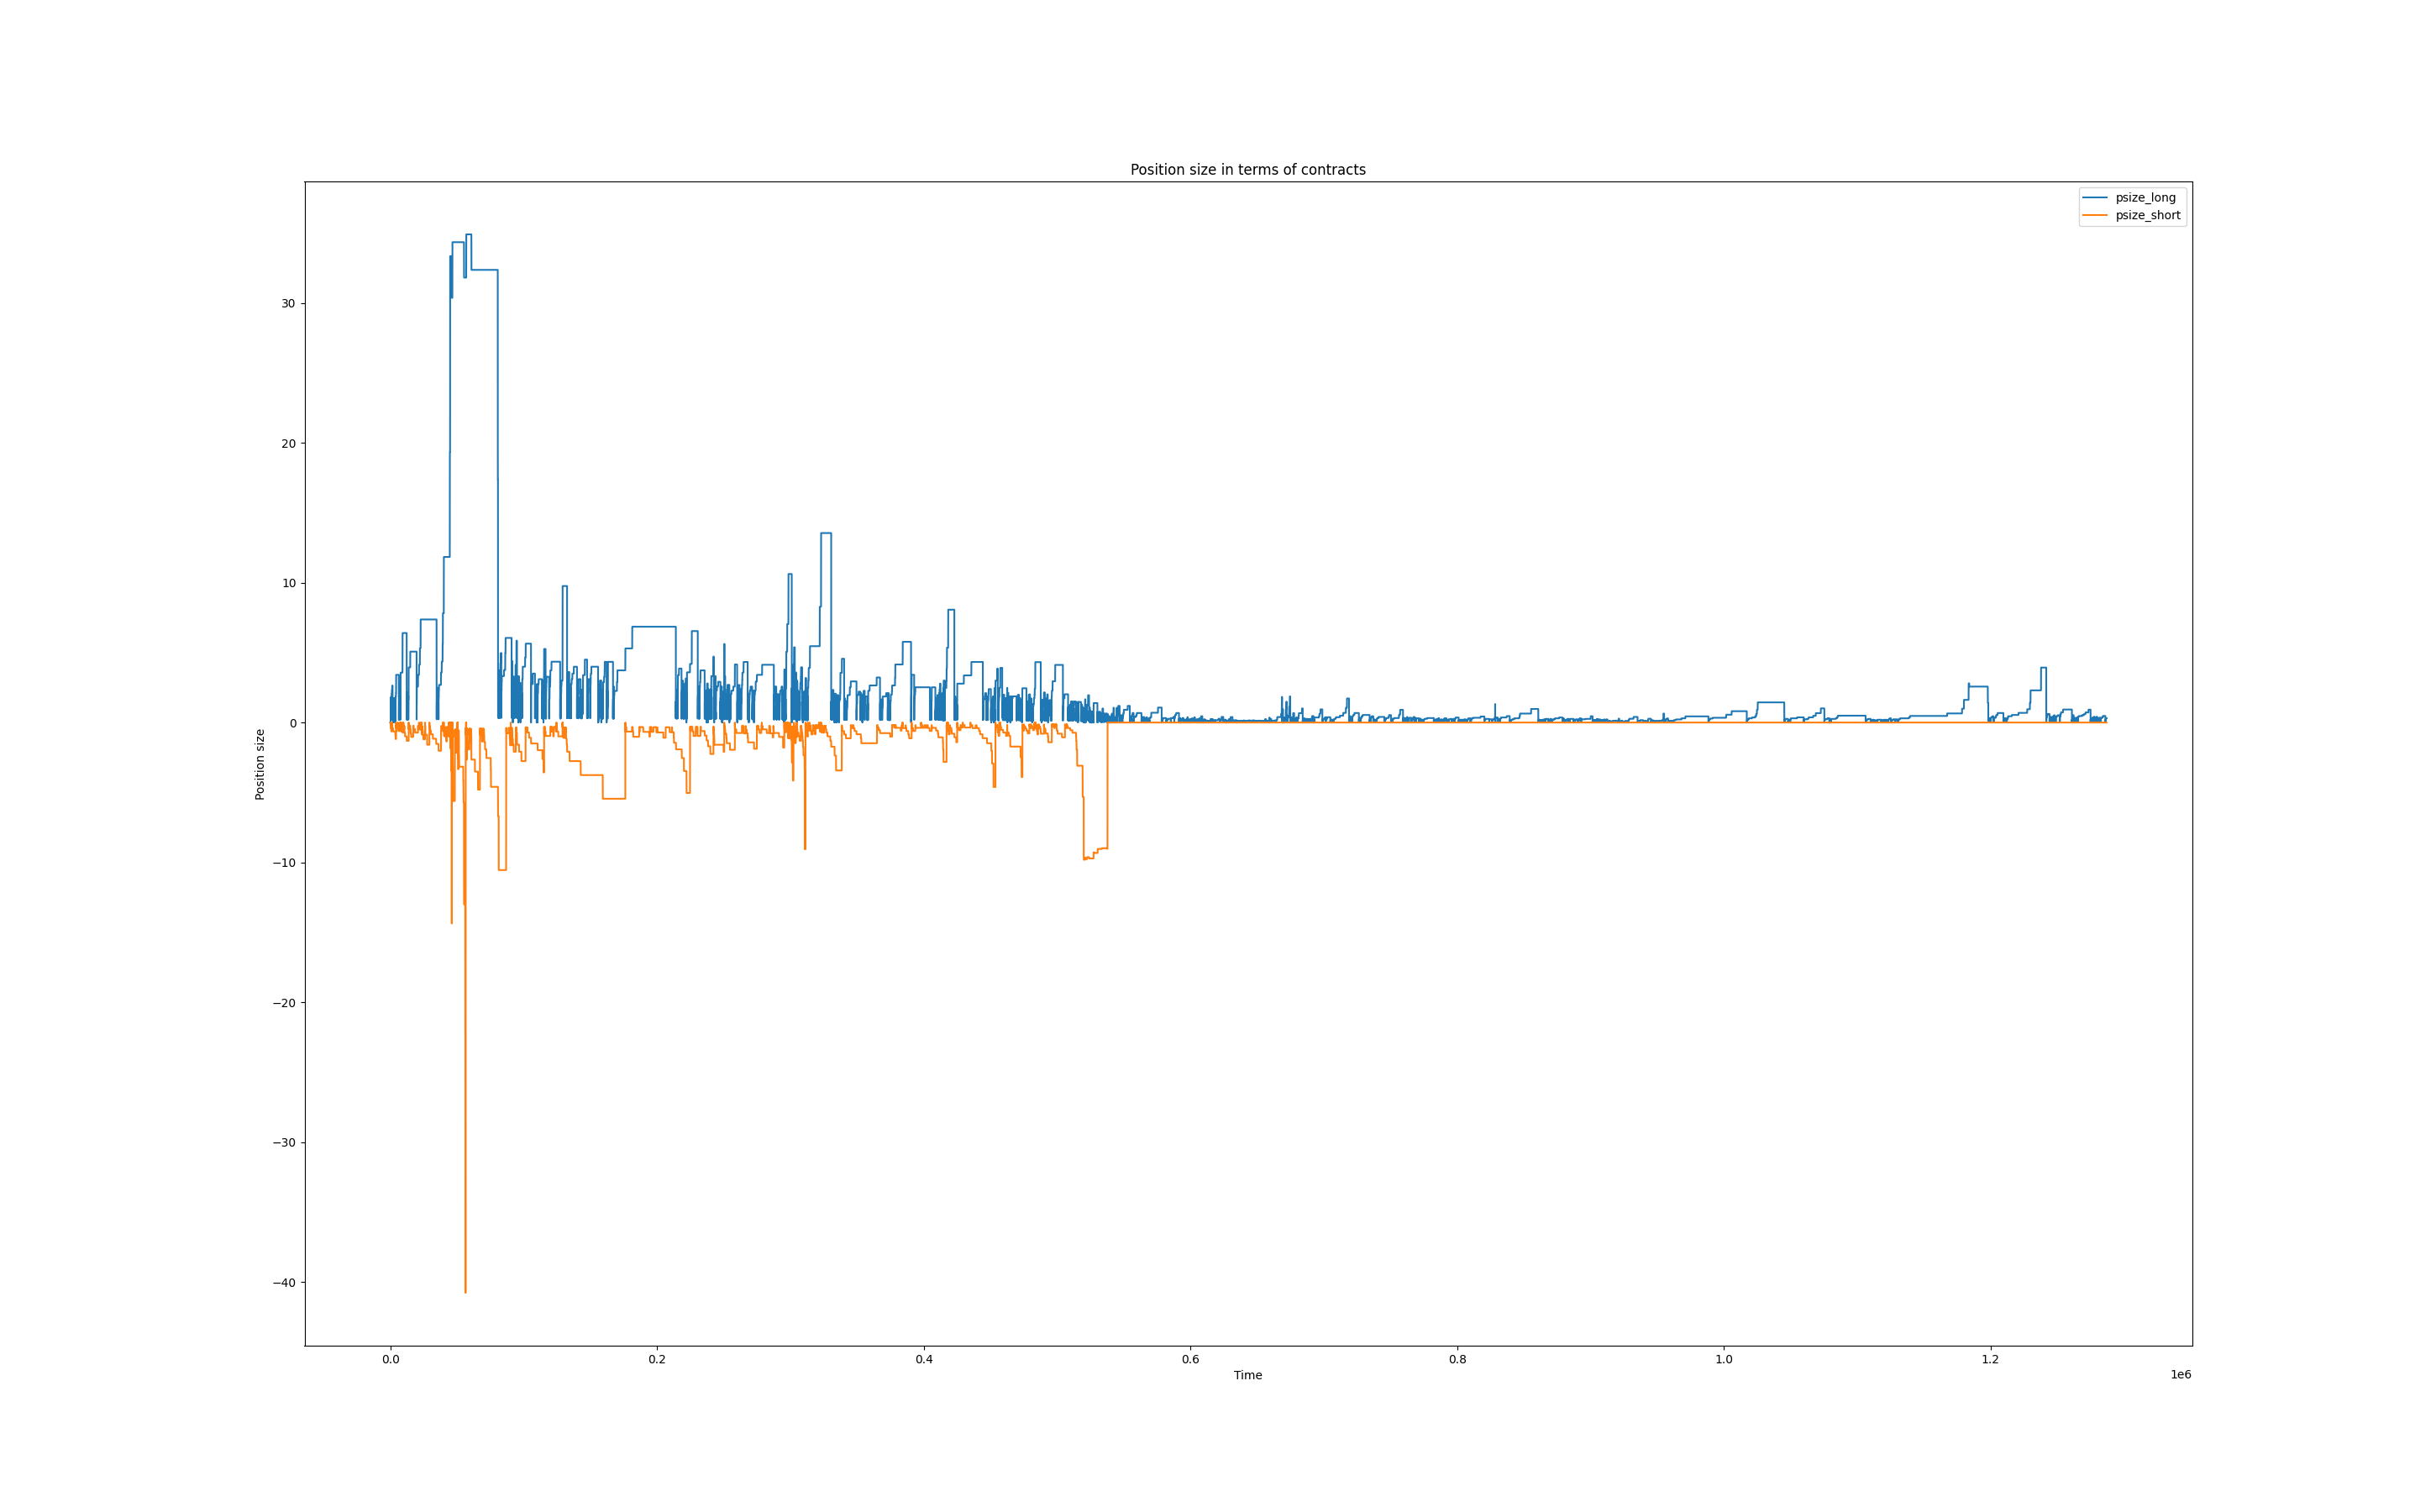 Position size in terms of contracts
psize_long
psize_short
Position size
30
20
10
0
−10
−20
−30
−40
0.0
0.2
0.4
0.6
0.8
1.0
1.2
1e6
Time